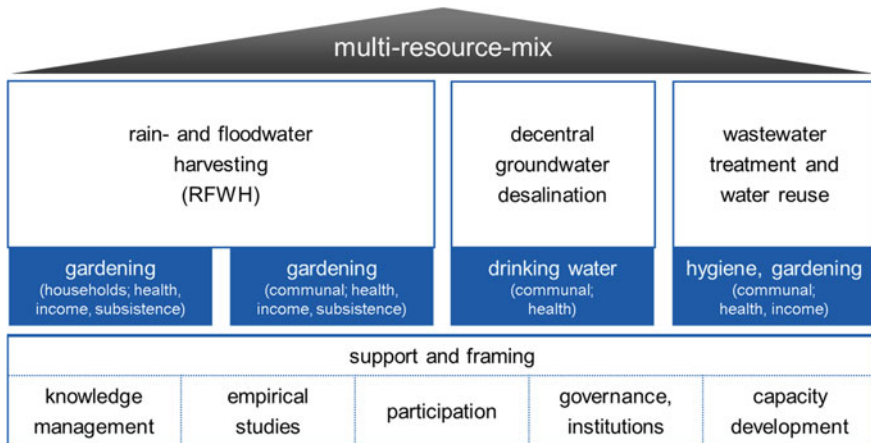 multi-resource-mix
rain- and floodwater
harvesting
(RFWH)
decentral
groundwater
desalination
wastewater
treatment and
water reuse
gardening
(households; health,
income, subsistence)
gardening
(communal; health,
income, subsistence)
drinking water
(communal;
health)
hygiene, gardening
(communal;
health, income)
support and framing
knowledge
management
empirical
studies
participation
governance,
institutions
capacity
development